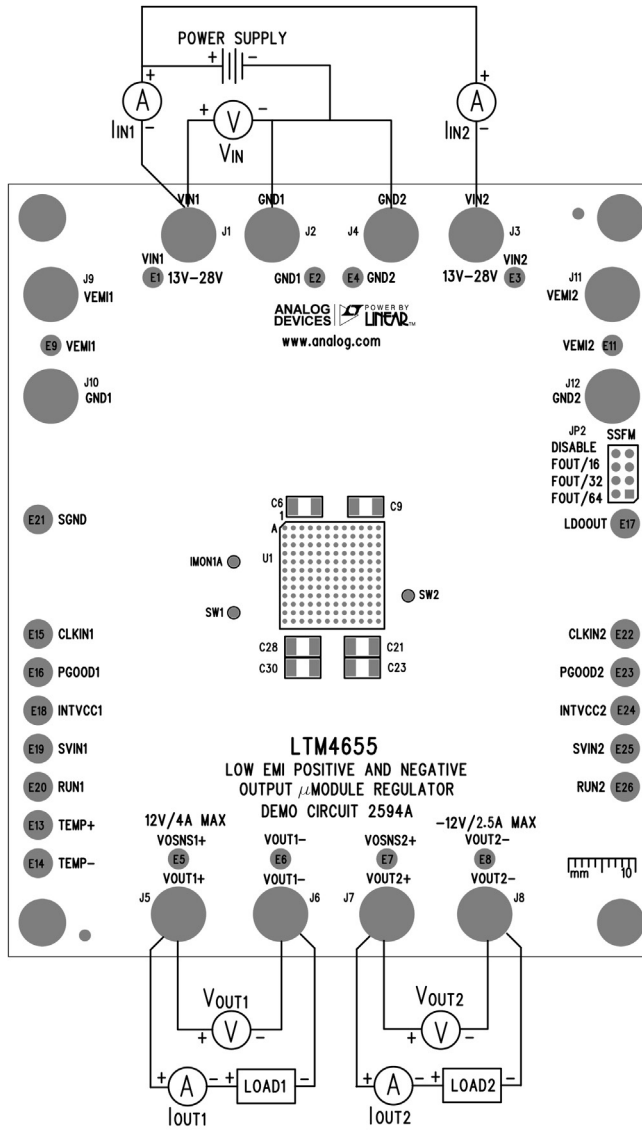 POWER SUPPLY
+ -
+ A - IIN1
+ V - VIN
+ A - IIN2
VIN1 GND1 GND2 VIN2
J1 J2 J4 J3
VIN1 E1 13V-28V
GND1 E2 E4 GND2
VIN2 E3 13V-28V
J9 VEMI1
J11 VEMI2
ANALOG DEVICES POWER BY LINEAR™
www.analog.com
E9 VEMI1
VEMI2 E11
J10 GND1
J12 GND2
JP2 SSFM
DISABLE
FOUT/16
FOUT/32
FOUT/64
E21 SGND
LDOOUT E17
C6 C9
1
A
U1
IMON1A
SW1
SW2
C28 C21
C30 C23
E15 CLKIN1
E16 PGOOD1
E18 INTVCC1
E19 SVIN1
E20 RUN1
E13 TEMP+
E14 TEMP-
CLKIN2 E22
PGOOD2 E23
INTVCC2 E24
SVIN2 E25
RUN2 E26
LTM4655
LOW EMI POSITIVE AND NEGATIVE
OUTPUT μMODULE REGULATOR
DEMO CIRCUIT 2594A
12V/4A MAX
-12V/2.5A MAX
VOSNS1+ VOUT1- VOSNS2+ VOUT2-
E5 E6 E7 E8
VOUT1+ VOUT1- VOUT2+ VOUT2-
J5 J6 J7 J8
mm 10
VOUT1
+ V -
VOUT2
+ V -
+ A - + LOAD1 -
IOUT1
+ A - + LOAD2 -
IOUT2